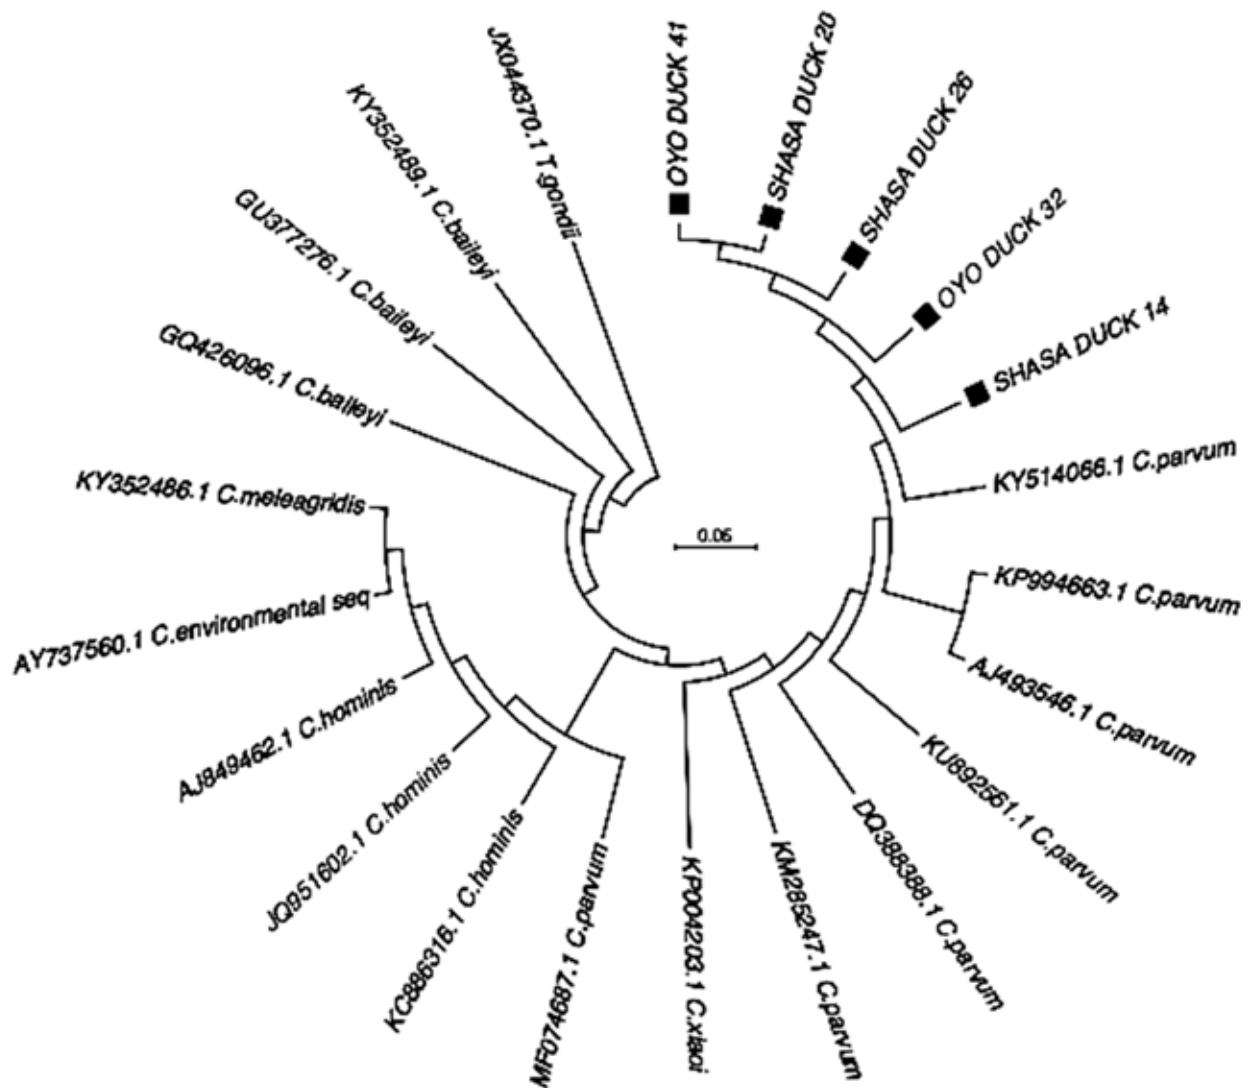 OYO DUCK 41
SHASA DUCK 20
SHASA DUCK 26
OYO DUCK 32
SHASA DUCK 14
KY514066.1 C.parvum
KP994663.1 C.parvum
AJ493546.1 C.parvum
KU892561.1 C.parvum
DQ388388.1 C.parvum
KM285247.1 C.parvum
KP004203.1 C.xiaoi
MF074687.1 C.parvum
KC886316.1 C.hominis
JQ951602.1 C.hominis
AJ849462.1 C.hominis
AY737560.1 C.environmental seq
KY352486.1 C.meleagridis
GQ426096.1 C.baileyi
GU377276.1 C.baileyi
KY352489.1 C.baileyi
JX044370.1 T.gondii
0.05